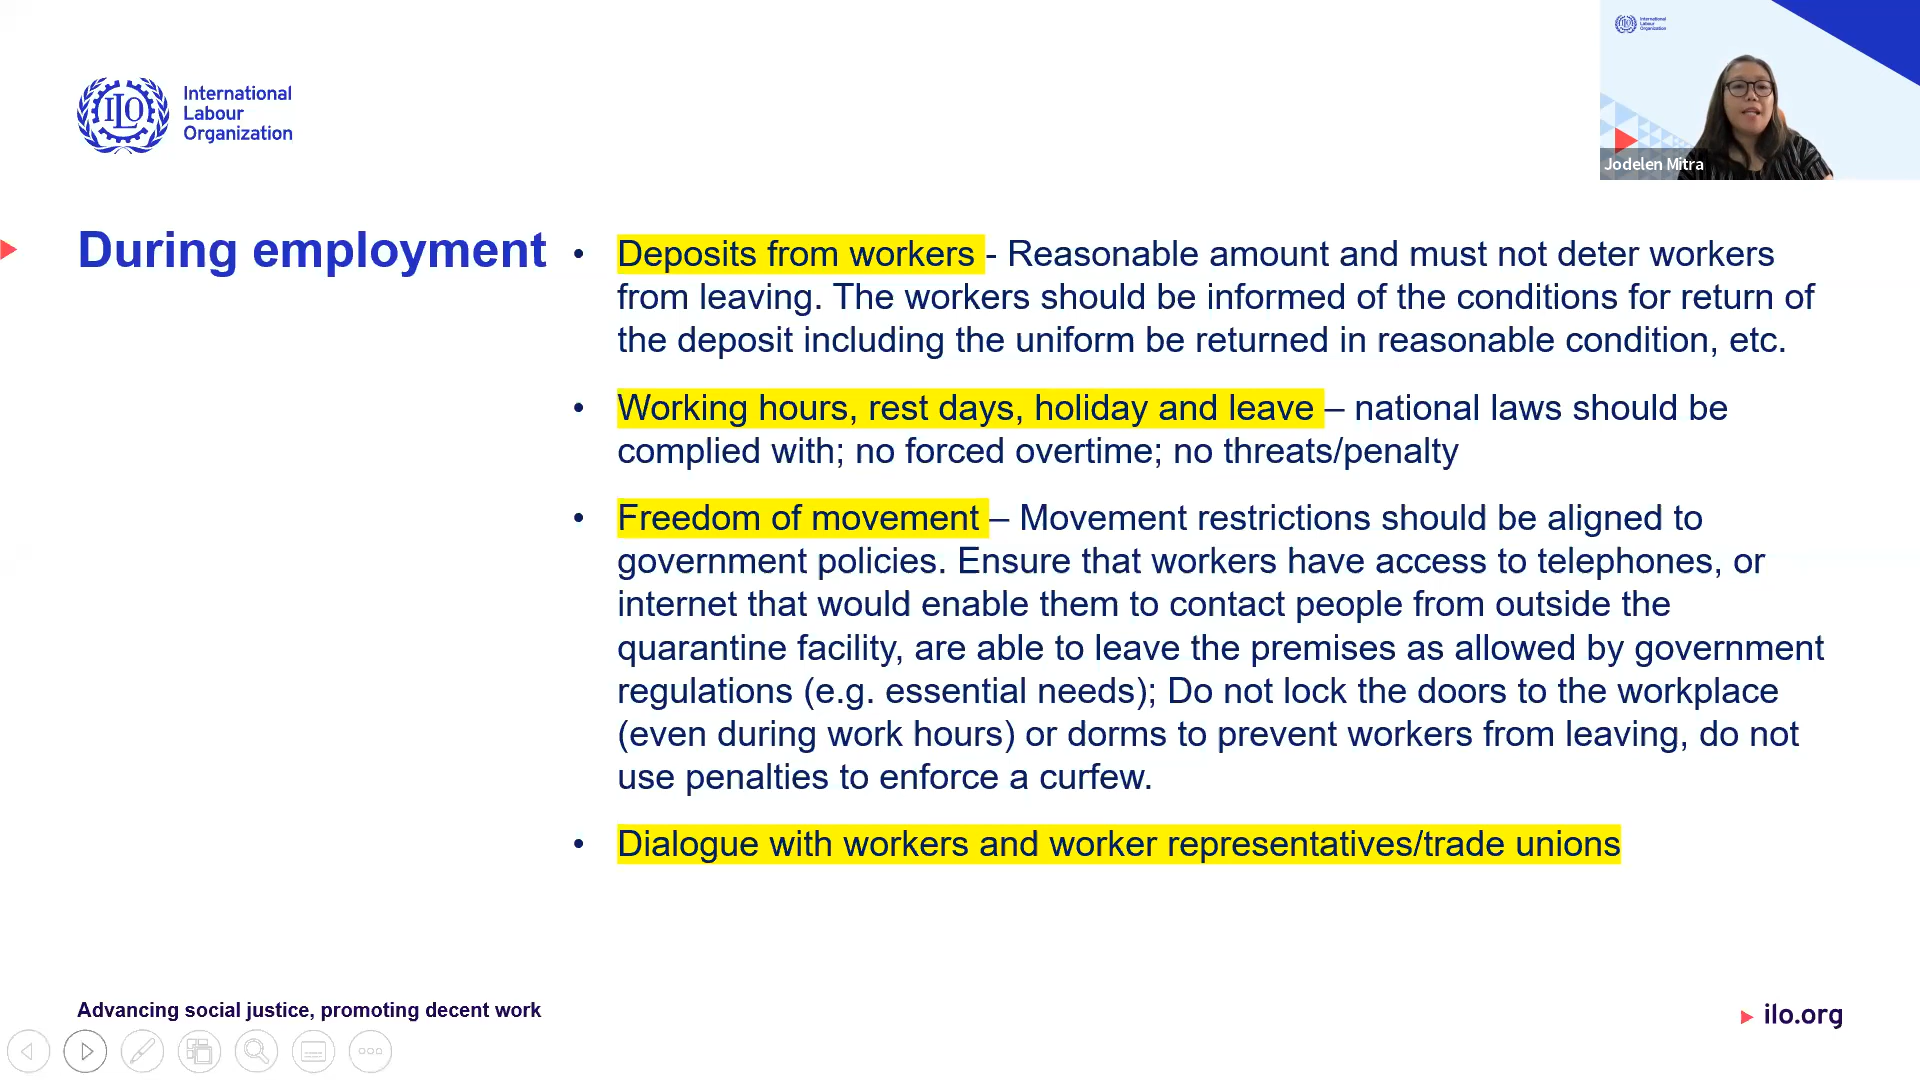 International
Labour
Organization
ILO
International
Labour
Organization
Jodelen Mitra
During employment
• Deposits from workers - Reasonable amount and must not deter workers
from leaving. The workers should be informed of the conditions for return of
the deposit including the uniform be returned in reasonable condition, etc.
• Working hours, rest days, holiday and leave – national laws should be
complied with; no forced overtime; no threats/penalty
• Freedom of movement – Movement restrictions should be aligned to
government policies. Ensure that workers have access to telephones, or
internet that would enable them to contact people from outside the
quarantine facility, are able to leave the premises as allowed by government
regulations (e.g. essential needs); Do not lock the doors to the workplace
(even during work hours) or dorms to prevent workers from leaving, do not
use penalties to enforce a curfew.
• Dialogue with workers and worker representatives/trade unions
Advancing social justice, promoting decent work
ilo.org